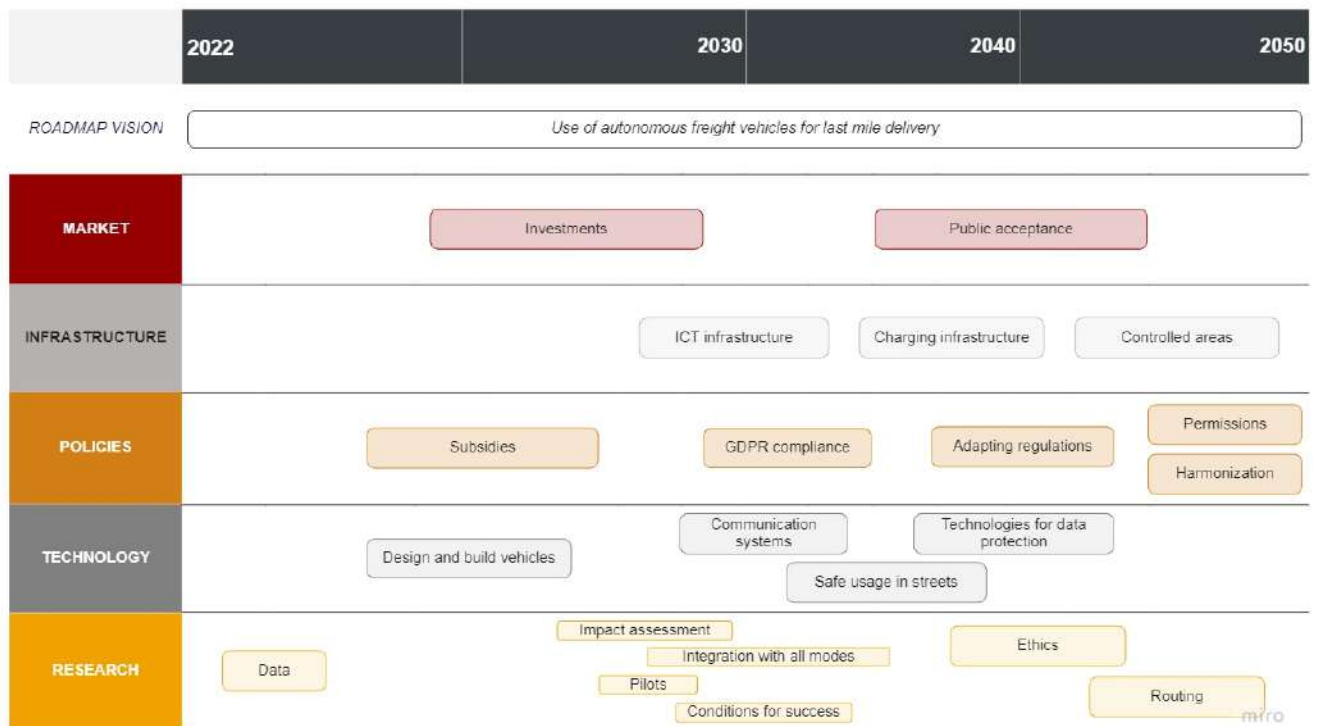 2022 2030 2040 2050
ROADMAP VISION Use of autonomous freight vehicles for last mile delivery
MARKET Investments Public acceptance
INFRASTRUCTURE ICT infrastructure Charging infrastructure Controlled areas
POLICIES Subsidies GDPR compliance Adapting regulations Permissions
Harmonization
TECHNOLOGY Design and build vehicles Communication systems Technologies for data protection
Safe usage in streets
RESEARCH Data Impact assessment
Integration with all modes Ethics
Pilots
Conditions for success Routing
miro